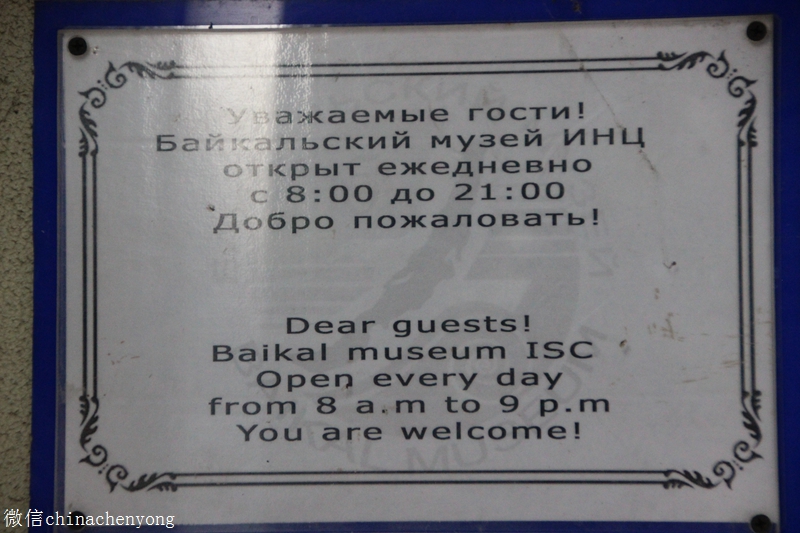 Уважаемые гости!
Байкальский музей ИНЦ
открыт ежедневно
с 8:00 до 21:00
Добро пожаловать!
Dear guests!
Baikal museum ISC
Open every day
from 8 a.m to 9 p.m
You are welcome!
微信chinachenyong